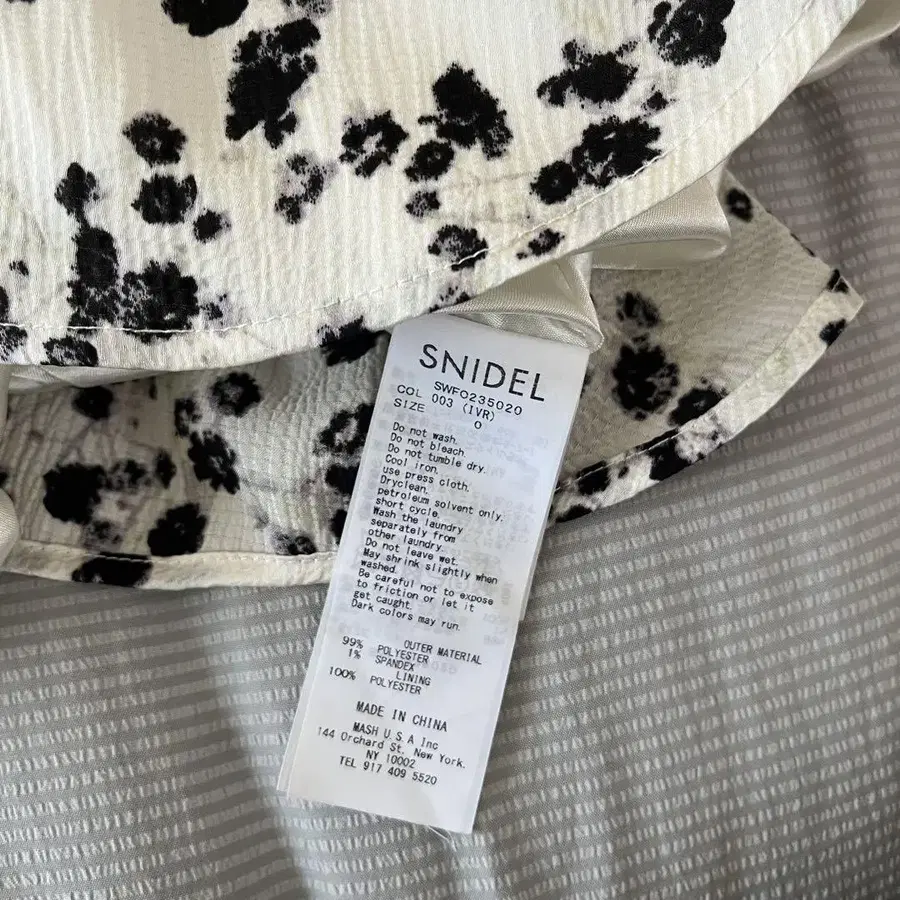 SNIDEL
SWFO235020
COL 003 (IVR)
SIZE 0
Do not wash.
Do not bleach.
Do not tumble dry.
Cool iron.
use press cloth.
Dryclean.
petroleum solvent only.
short cycle.
Wash the laundry
separately from
other laundry.
Do not leave wet.
May shrink slightly when
washed.
Be careful not to expose
to friction or let it
get caught.
Dark colors may run.
OUTER MATERIAL
99% POLYESTER
1% SPANDEX
LINING
100% POLYESTER
MADE IN CHINA
MASH U.S.A Inc
144 Orchard St. New York.
NY 10002
TEL 917 409 5520